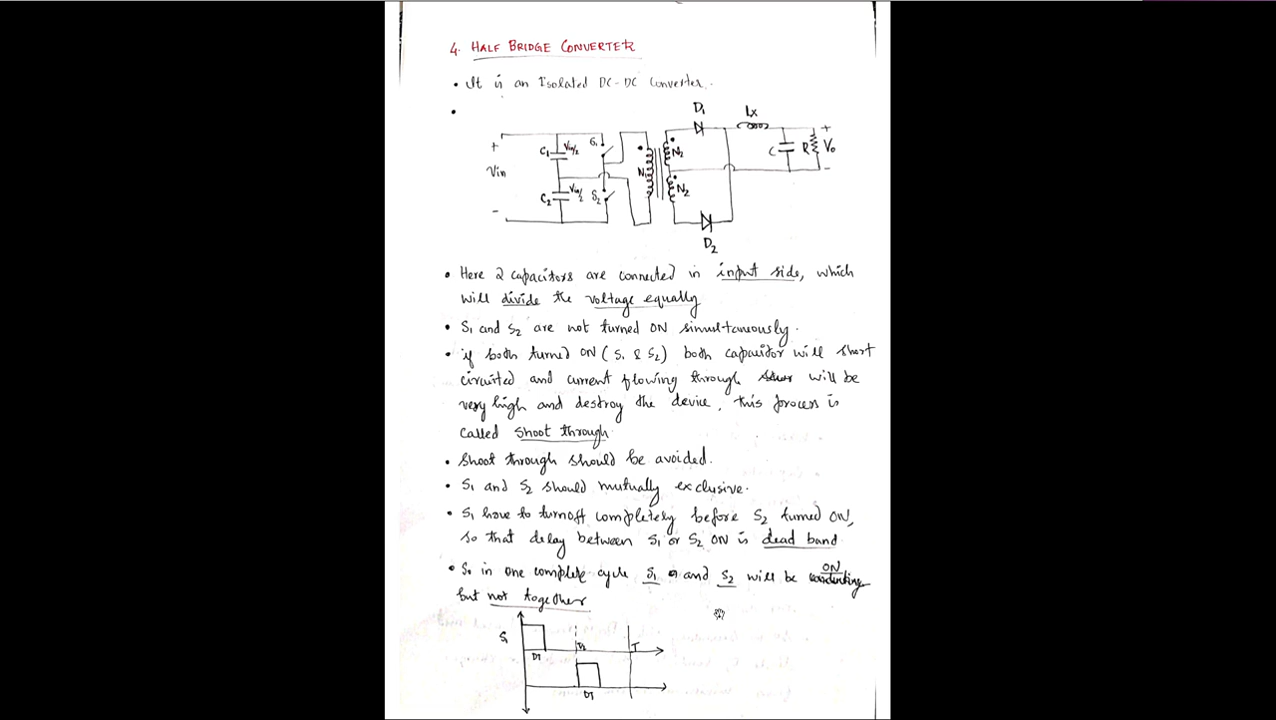 4. HALF BRIDGE CONVERTER
• It is an Isolated DC-DC Converter.
•
D1 Lx
+ C1 Vin/2 S1 N1 N2 C R + Vo -
Vin
- C2 Vin/2 S2 N2
D2
• Here 2 capacitors are connected in input side, which
will divide the voltage equally
• S1 and S2 are not turned ON simultaneously.
• if both turned ON (S1 & S2) both capacitor will short
circuited and current flowing through will be
very high and destroy the device, this process is
called shoot through.
• Shoot through should be avoided.
• S1 and S2 should mutually exclusive.
• S1 have to turnoff completely before S2 turned ON,
so that delay between S1 or S2 ON is dead band.
• So in one complete cycle S1 and S2 will be ON
but not together
S1
DT T/2 T
DT